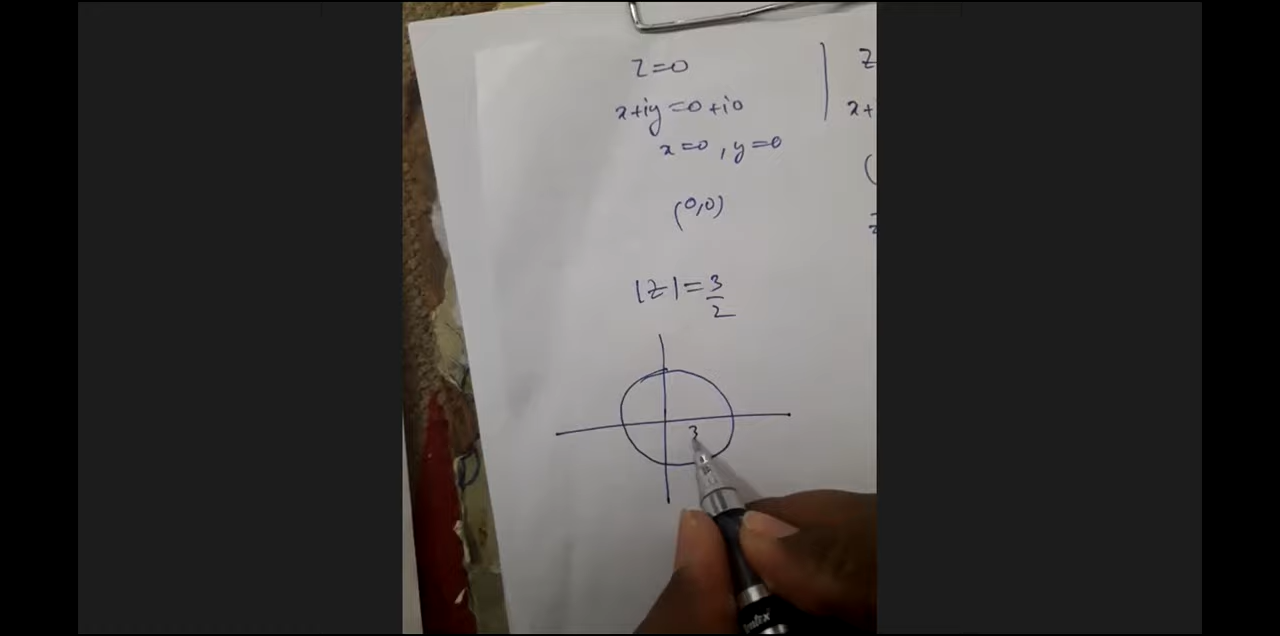 z=0
x+iy=0+i0
x=0, y=0
(0,0)
|z|=3/2
3
z
x+
(